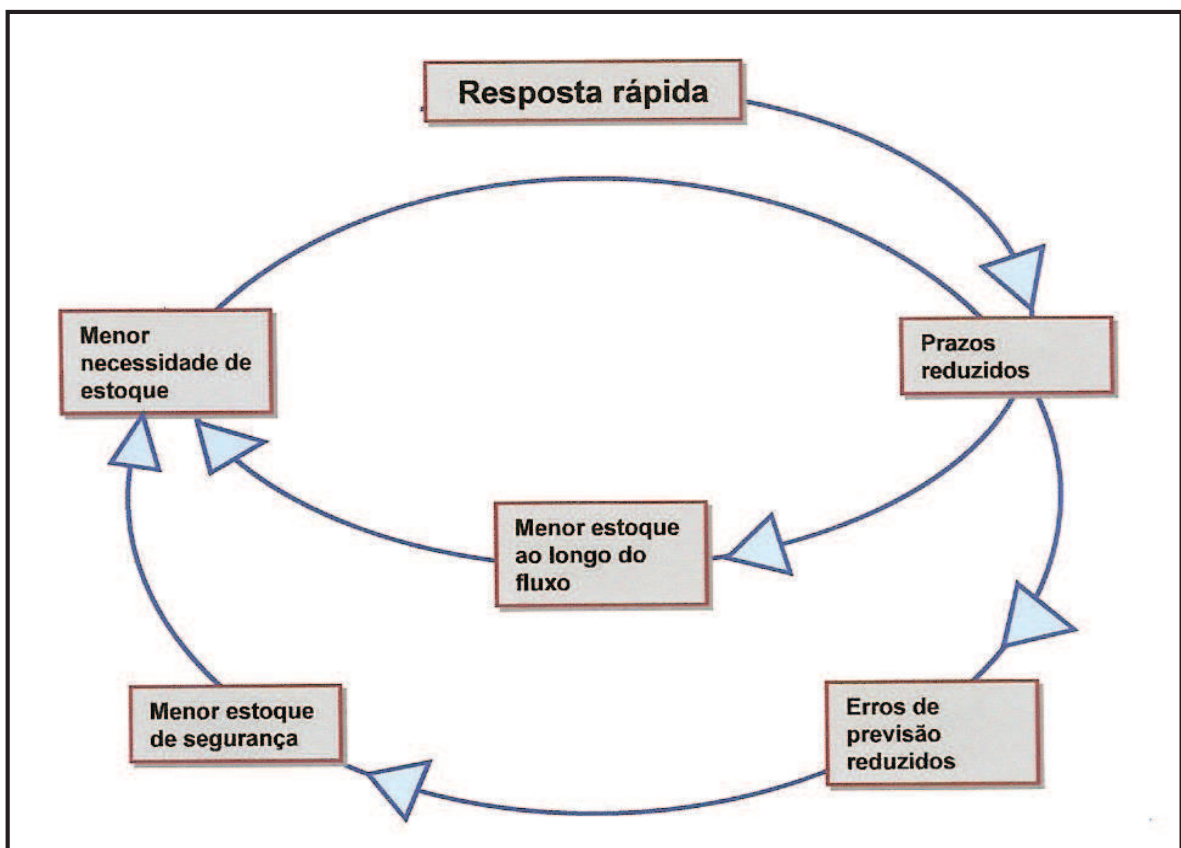 Resposta rápida
Menor
necessidade de
estoque
Prazos
reduzidos
Menor estoque
ao longo do
fluxo
Menor estoque
de segurança
Erros de
previsão
reduzidos